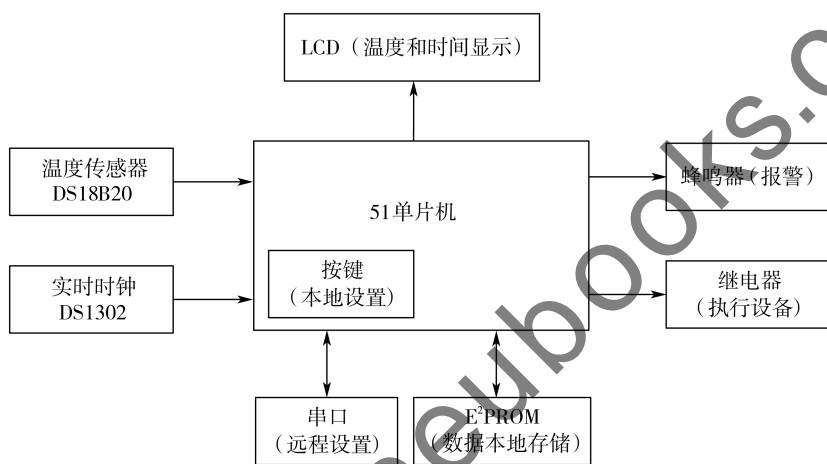 LCD（温度和时间显示）
温度传感器
DS18B20
51单片机
蜂鸣器（报警）
按键
（本地设置）
实时时钟
DS1302
继电器
（执行设备）
串口
（远程设置）
E²PROM
（数据本地存储）
neubooks.c